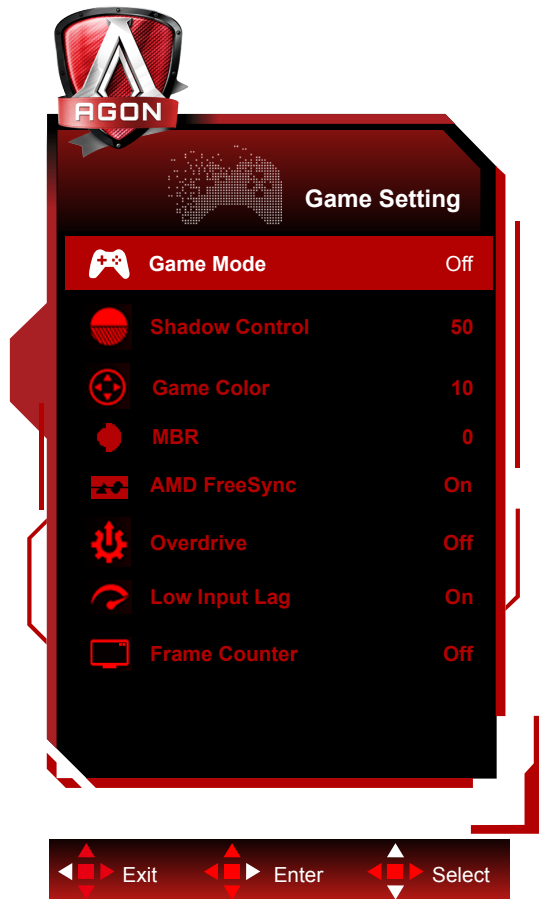 AGON
Game Setting
Game Mode Off
Shadow Control 50
Game Color 10
MBR 0
AMD FreeSync On
Overdrive Off
Low Input Lag On
Frame Counter Off
Exit Enter Select